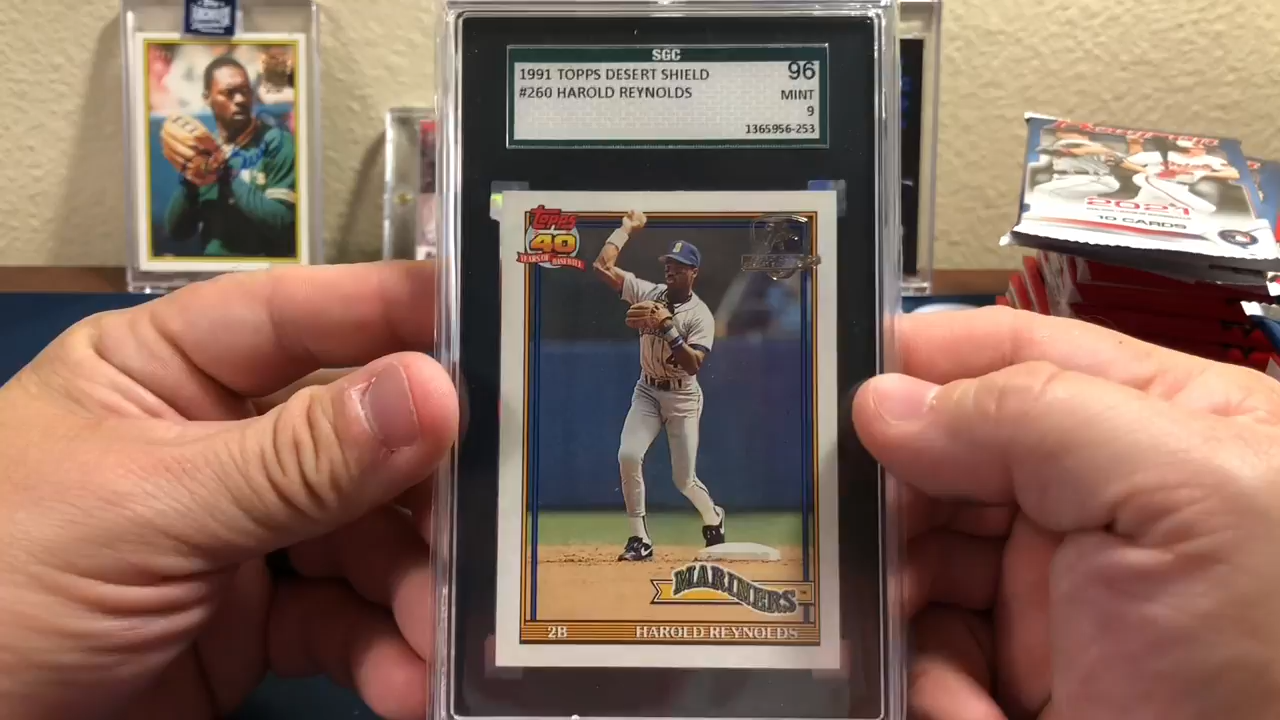 SGC
1991 TOPPS DESERT SHIELD
#260 HAROLD REYNOLDS
96
MINT
9
1365956-253
Topps
40
YEARS OF BASEBALL
MARINERS™
2B
HAROLD REYNOLDS
2021
10 CARDS